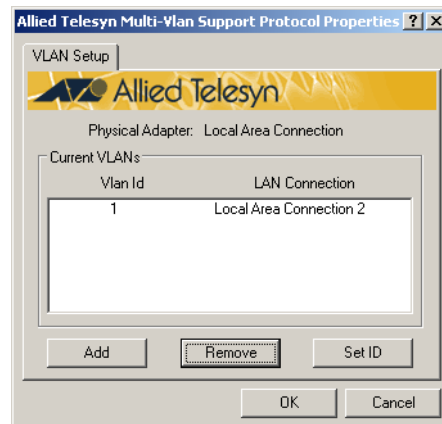 Allied Telesyn Multi-Vlan Support Protocol Properties ? X
VLAN Setup
Allied Telesyn
Physical Adapter: Local Area Connection
Current VLANs
Vlan Id LAN Connection
1 Local Area Connection 2
Add Remove Set ID
OK Cancel